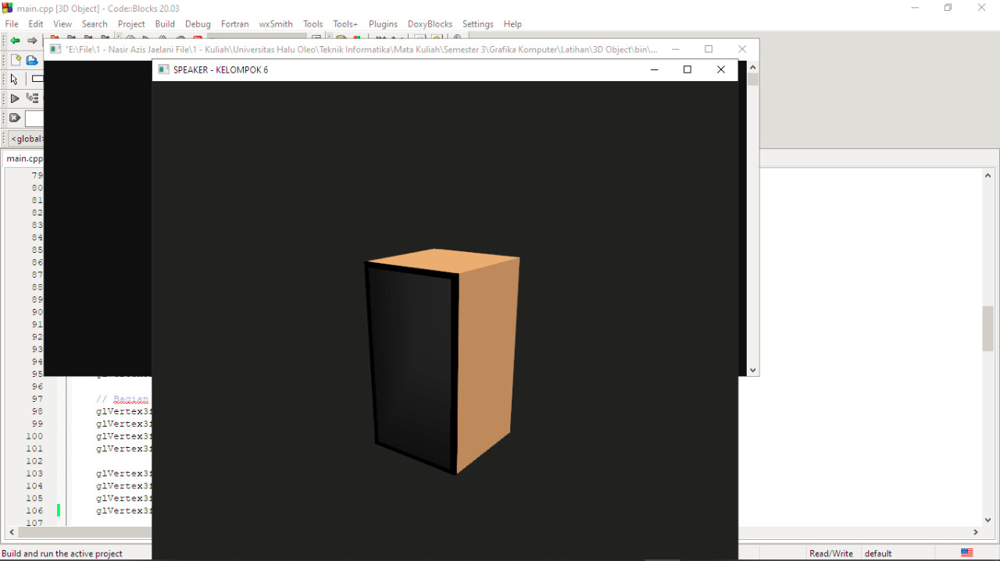 main.cpp [3D Object] - Code::Blocks 20.03
File Edit View Search Project Build Debug Fortran wxSmith Tools Tools+ Plugins DoxyBlocks Settings Help
"E:\File\1 - Nasir Azis Jaelani File\1 - Kuliah\Universitas Halu Oleo\Teknik Informatika\Mata Kuliah\Semester 3\Grafika Komputer\Latihan\3D Object\bin\...
SPEAKER - KELOMPOK 6
<global>
main.cpp
79
80
81
82
83
84
85
86
87
88
89
90
91
92
93
94
95
96
97 // Bagian
98 glVertex3f
99 glVertex3f
100 glVertex3f
101 glVertex3f
102
103 glVertex3f
104 glVertex3f
105 glVertex3f
106 glVertex3f
107
Build and run the active project Read/Write default